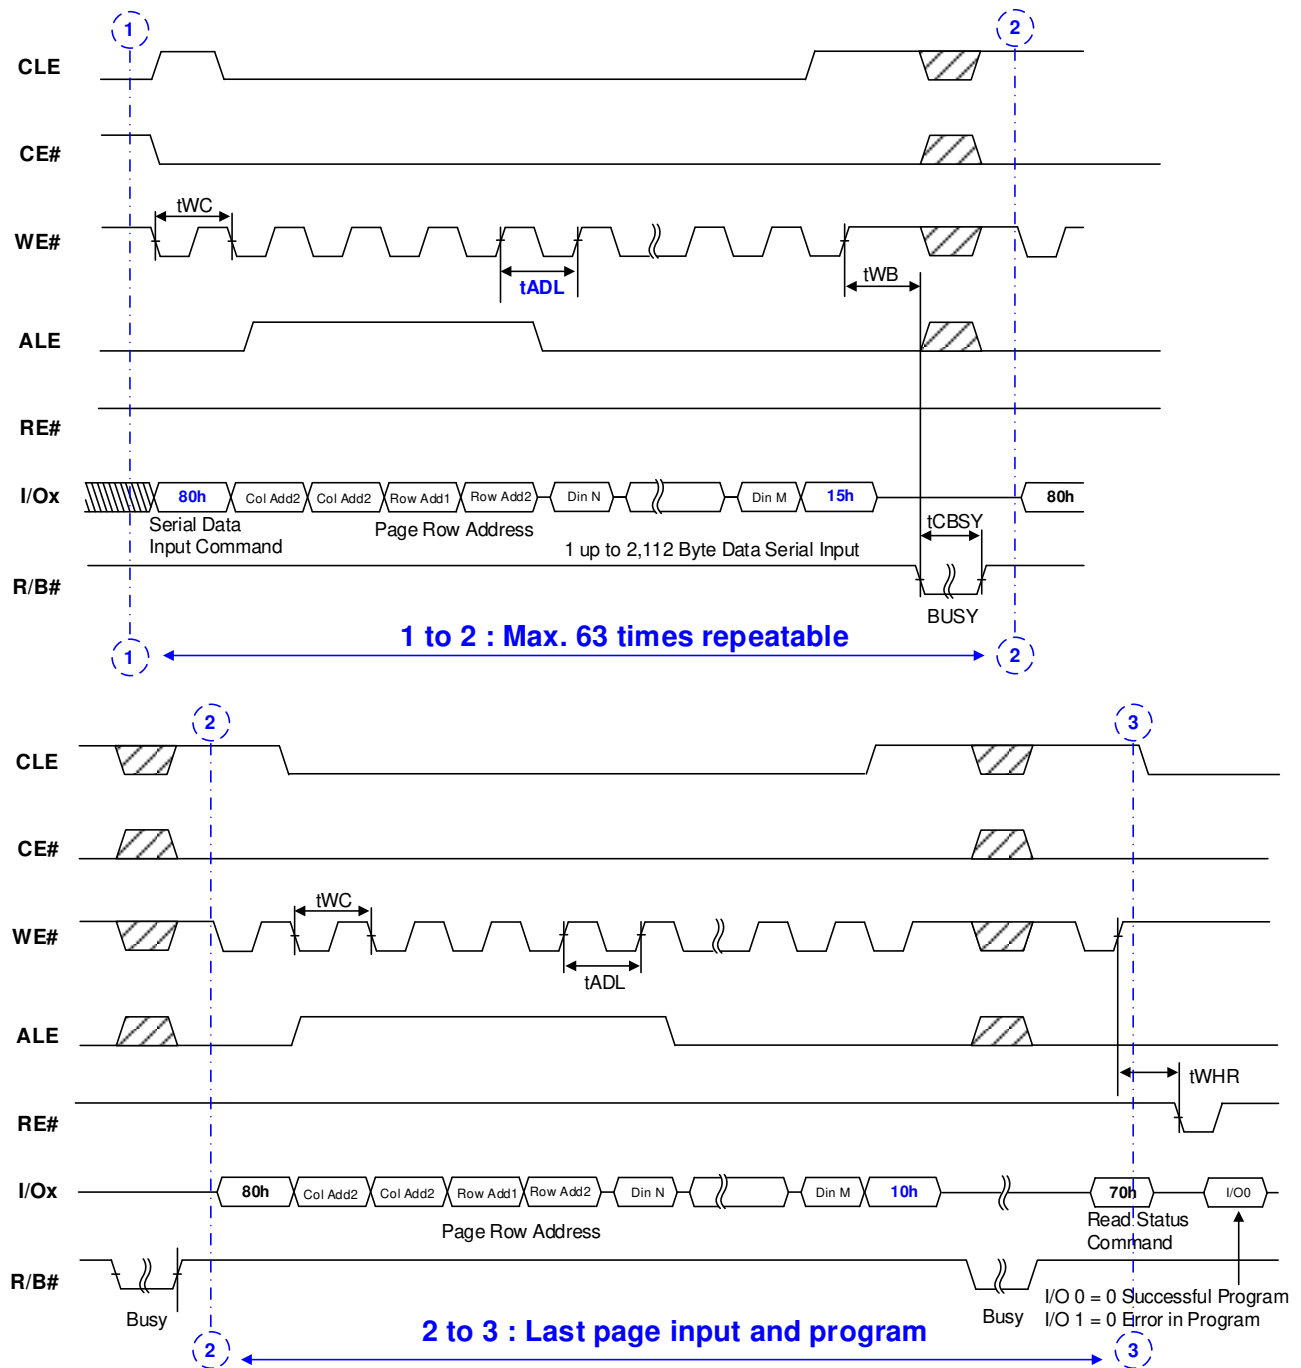 1 2
CLE
CE#
tWC
WE#
tADL
tWB
ALE
RE#
I/Ox 80h Col Add2 Col Add2 Row Add1 Row Add2 Din N Din M 15h 80h
Serial Data
Input Command
Page Row Address
tCBSY
1 up to 2,112 Byte Data Serial Input
R/B#
BUSY
1 to 2 : Max. 63 times repeatable
1 2
2 3
CLE
CE#
tWC
WE#
tADL
ALE
tWHR
RE#
I/Ox 80h Col Add2 Col Add2 Row Add1 Row Add2 Din N Din M 10h 70h I/O0
Page Row Address
Read Status
Command
R/B#
Busy Busy
I/O 0 = 0 Successful Program
I/O 1 = 0 Error in Program
2 to 3 : Last page input and program
2 3